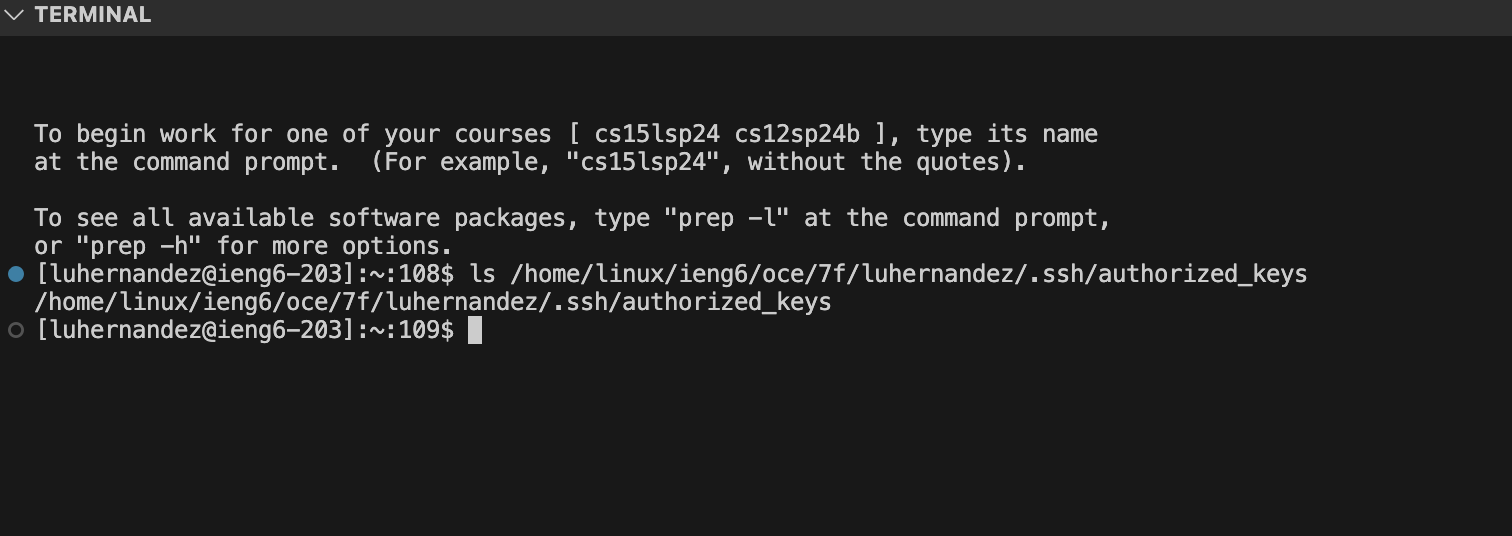 TERMINAL
To begin work for one of your courses [ cs15lsp24 cs12sp24b ], type its name
at the command prompt.  (For example, "cs15lsp24", without the quotes).
To see all available software packages, type "prep -l" at the command prompt,
or "prep -h" for more options.
[luhernandez@ieng6-203]:~:108$ ls /home/linux/ieng6/oce/7f/luhernandez/.ssh/authorized_keys
/home/linux/ieng6/oce/7f/luhernandez/.ssh/authorized_keys
[luhernandez@ieng6-203]:~:109$